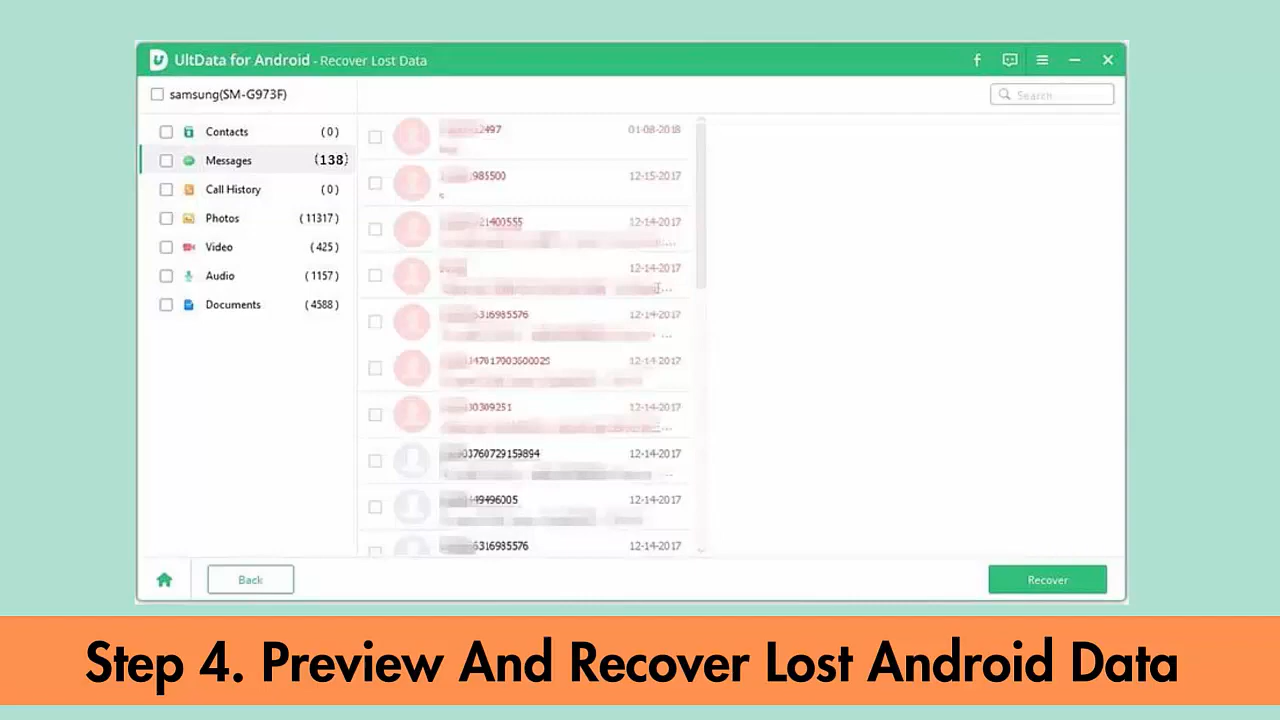 UltData for Android - Recover Lost Data
samsung(SM-G973F)
Search
Contacts (0)
Messages (138)
Call History (0)
Photos (11317)
Video (425)
Audio (1157)
Documents (4588)
2497 01-08-2018
985500 12-15-2017
21400555 12-14-2017
12-14-2017
316985576 12-14-2017
12-14-2017
30309251 12-14-2017
03760729159894 12-14-2017
49496005 12-14-2017
6316985576 12-14-2017
Back
Recover
Step 4. Preview And Recover Lost Android Data